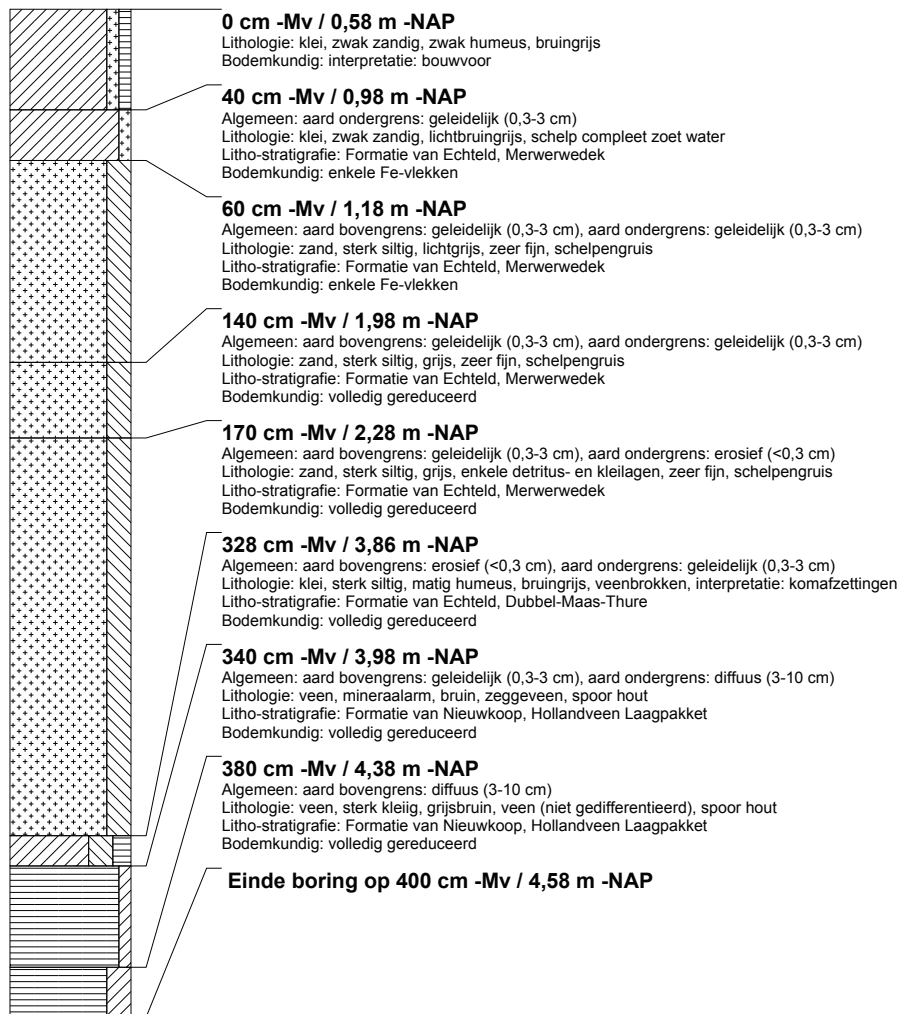 0 cm -Mv / 0,58 m -NAP
Lithologie: klei, zwak zandig, zwak humeus, bruingrijs
Bodemkundig: interpretatie: bouwvoor
40 cm -Mv / 0,98 m -NAP
Algemeen: aard ondergrens: geleidelijk (0,3-3 cm)
Lithologie: klei, zwak zandig, lichtbruingrijs, schelp compleet zoet water
Litho-stratigrafie: Formatie van Echteld, Merwerwedek
Bodemkundig: enkele Fe-vlekken
60 cm -Mv / 1,18 m -NAP
Algemeen: aard bovengrens: geleidelijk (0,3-3 cm), aard ondergrens: geleidelijk (0,3-3 cm)
Lithologie: zand, sterk siltig, lichtgrijs, zeer fijn, schelpengruis
Litho-stratigrafie: Formatie van Echteld, Merwerwedek
Bodemkundig: enkele Fe-vlekken
140 cm -Mv / 1,98 m -NAP
Algemeen: aard bovengrens: geleidelijk (0,3-3 cm), aard ondergrens: geleidelijk (0,3-3 cm)
Lithologie: zand, sterk siltig, grijs, zeer fijn, schelpengruis
Litho-stratigrafie: Formatie van Echteld, Merwerwedek
Bodemkundig: volledig gereduceerd
170 cm -Mv / 2,28 m -NAP
Algemeen: aard bovengrens: geleidelijk (0,3-3 cm), aard ondergrens: erosief (<0,3 cm)
Lithologie: zand, sterk siltig, grijs, enkele detritus- en kleilagen, zeer fijn, schelpengruis
Litho-stratigrafie: Formatie van Echteld, Merwerwedek
Bodemkundig: volledig gereduceerd
328 cm -Mv / 3,86 m -NAP
Algemeen: aard bovengrens: erosief (<0,3 cm), aard ondergrens: geleidelijk (0,3-3 cm)
Lithologie: klei, sterk siltig, matig humeus, bruingrijs, veenbrokken, interpretatie: komafzettingen
Litho-stratigrafie: Formatie van Echteld, Dubbel-Maas-Thure
Bodemkundig: volledig gereduceerd
340 cm -Mv / 3,98 m -NAP
Algemeen: aard bovengrens: geleidelijk (0,3-3 cm), aard ondergrens: diffuus (3-10 cm)
Lithologie: veen, mineraalarm, bruin, zeggeveen, spoor hout
Litho-stratigrafie: Formatie van Nieuwkoop, Hollandveen Laagpakket
Bodemkundig: volledig gereduceerd
380 cm -Mv / 4,38 m -NAP
Algemeen: aard bovengrens: diffuus (3-10 cm)
Lithologie: veen, sterk kleiig, grijsbruin, veen (niet gedifferentieerd), spoor hout
Litho-stratigrafie: Formatie van Nieuwkoop, Hollandveen Laagpakket
Bodemkundig: volledig gereduceerd
Einde boring op 400 cm -Mv / 4,58 m -NAP